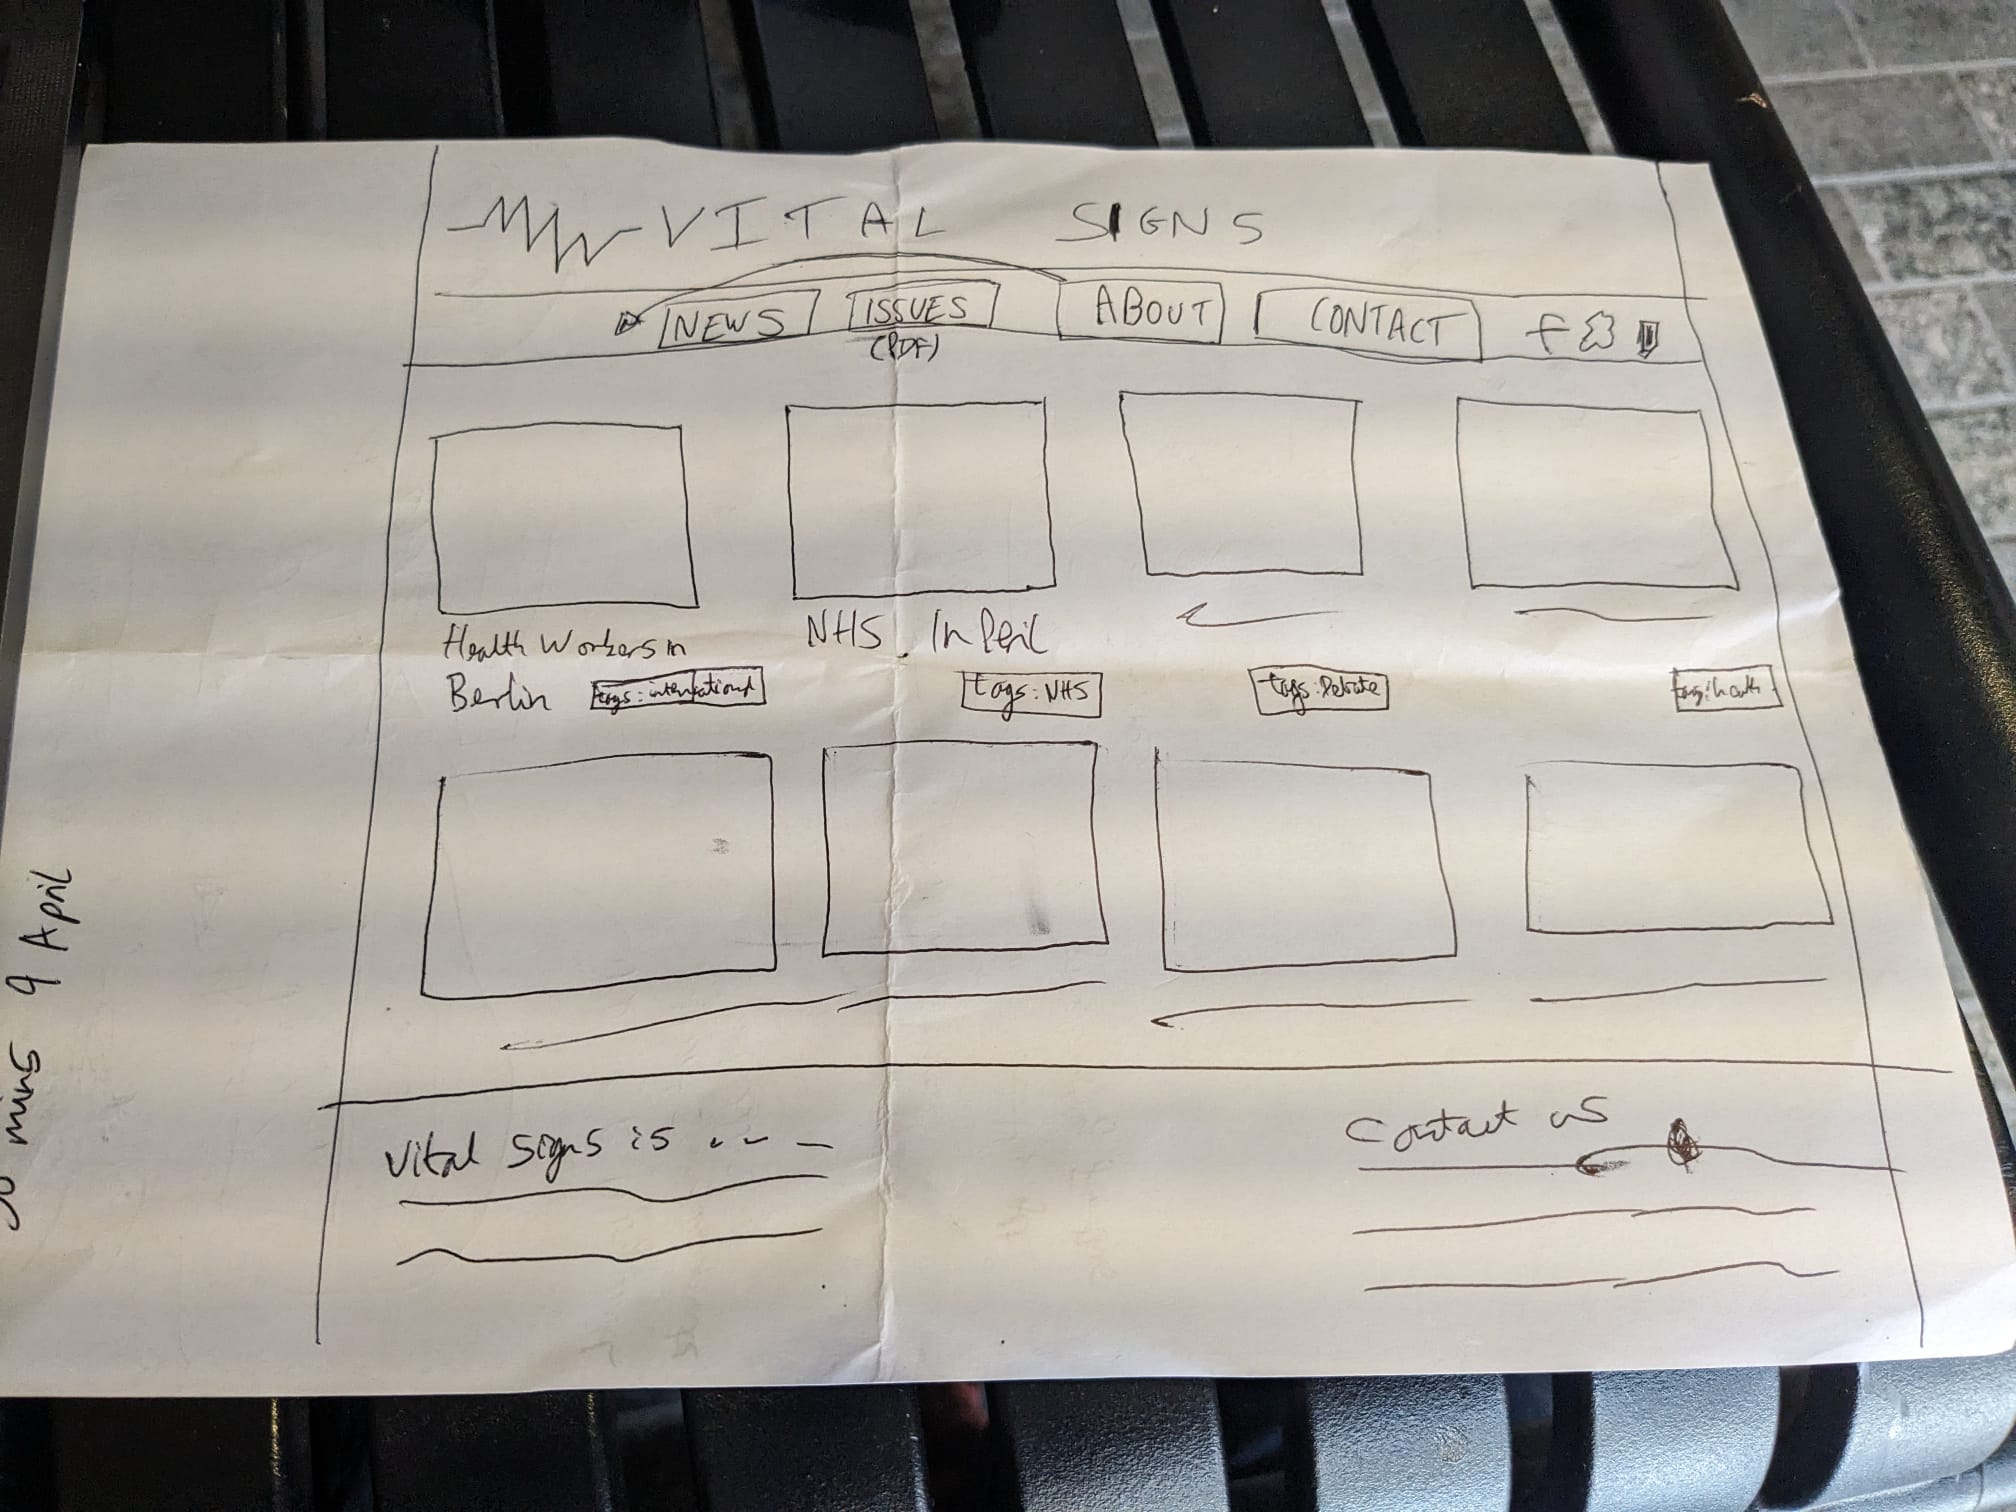 VITAL SIGNS
NEWS ISSUES ABOUT CONTACT f
(PDF)
Health Workers in NHS In Peril
Berlin tags: international tags: NHS tags: Debate tags: health
Vital Signs is ... Contact us
mins 9 April